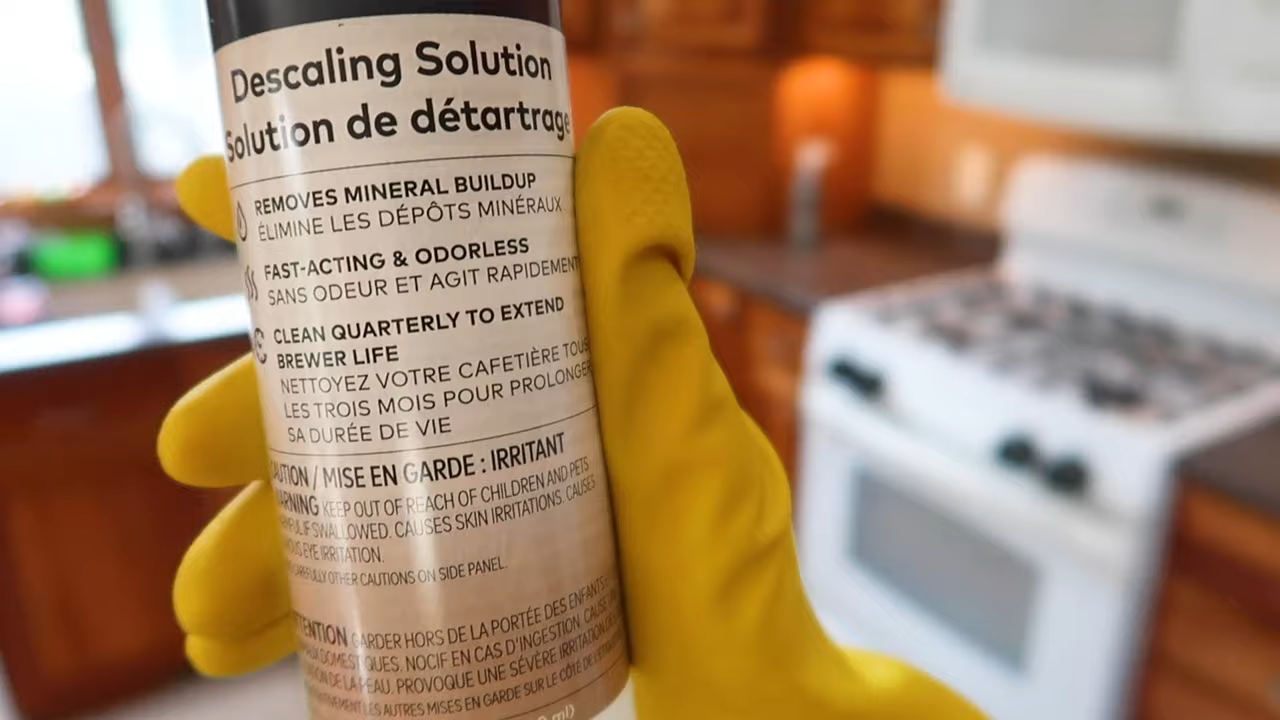 Descaling Solution
Solution de détartrage
REMOVES MINERAL BUILDUP
ÉLIMINE LES DÉPÔTS MINÉRAUX
FAST-ACTING & ODORLESS
SANS ODEUR ET AGIT RAPIDEMENT
CLEAN QUARTERLY TO EXTEND
BREWER LIFE
NETTOYEZ VOTRE CAFETIÈRE TOUS
LES TROIS MOIS POUR PROLONGER
SA DURÉE DE VIE
/ MISE EN GARDE : IRRITANT
KEEP OUT OF REACH OF CHILDREN AND PETS
IF SWALLOWED. CAUSES SKIN IRRITATIONS. CAUSES
EYE IRRITATION.
OTHER CAUTIONS ON SIDE PANEL.
GARDER HORS DE LA PORTÉE DES ENFANTS
NOCIF EN CAS D'INGESTION.
DE LA PEAU. PROVOQUE UNE SÉVÈRE IRRITATION
LES AUTRES MISES EN GARDE SUR LE CÔTÉ DE
ml)